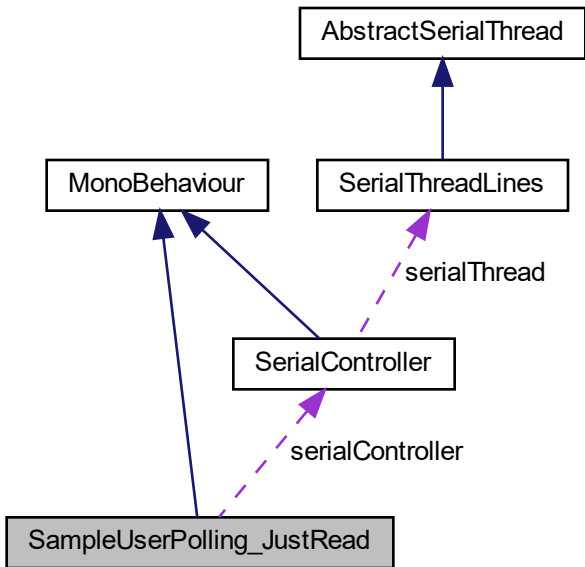 AbstractSerialThread
MonoBehaviour
SerialThreadLines
serialThread
SerialController
serialController
SampleUserPolling_JustRead